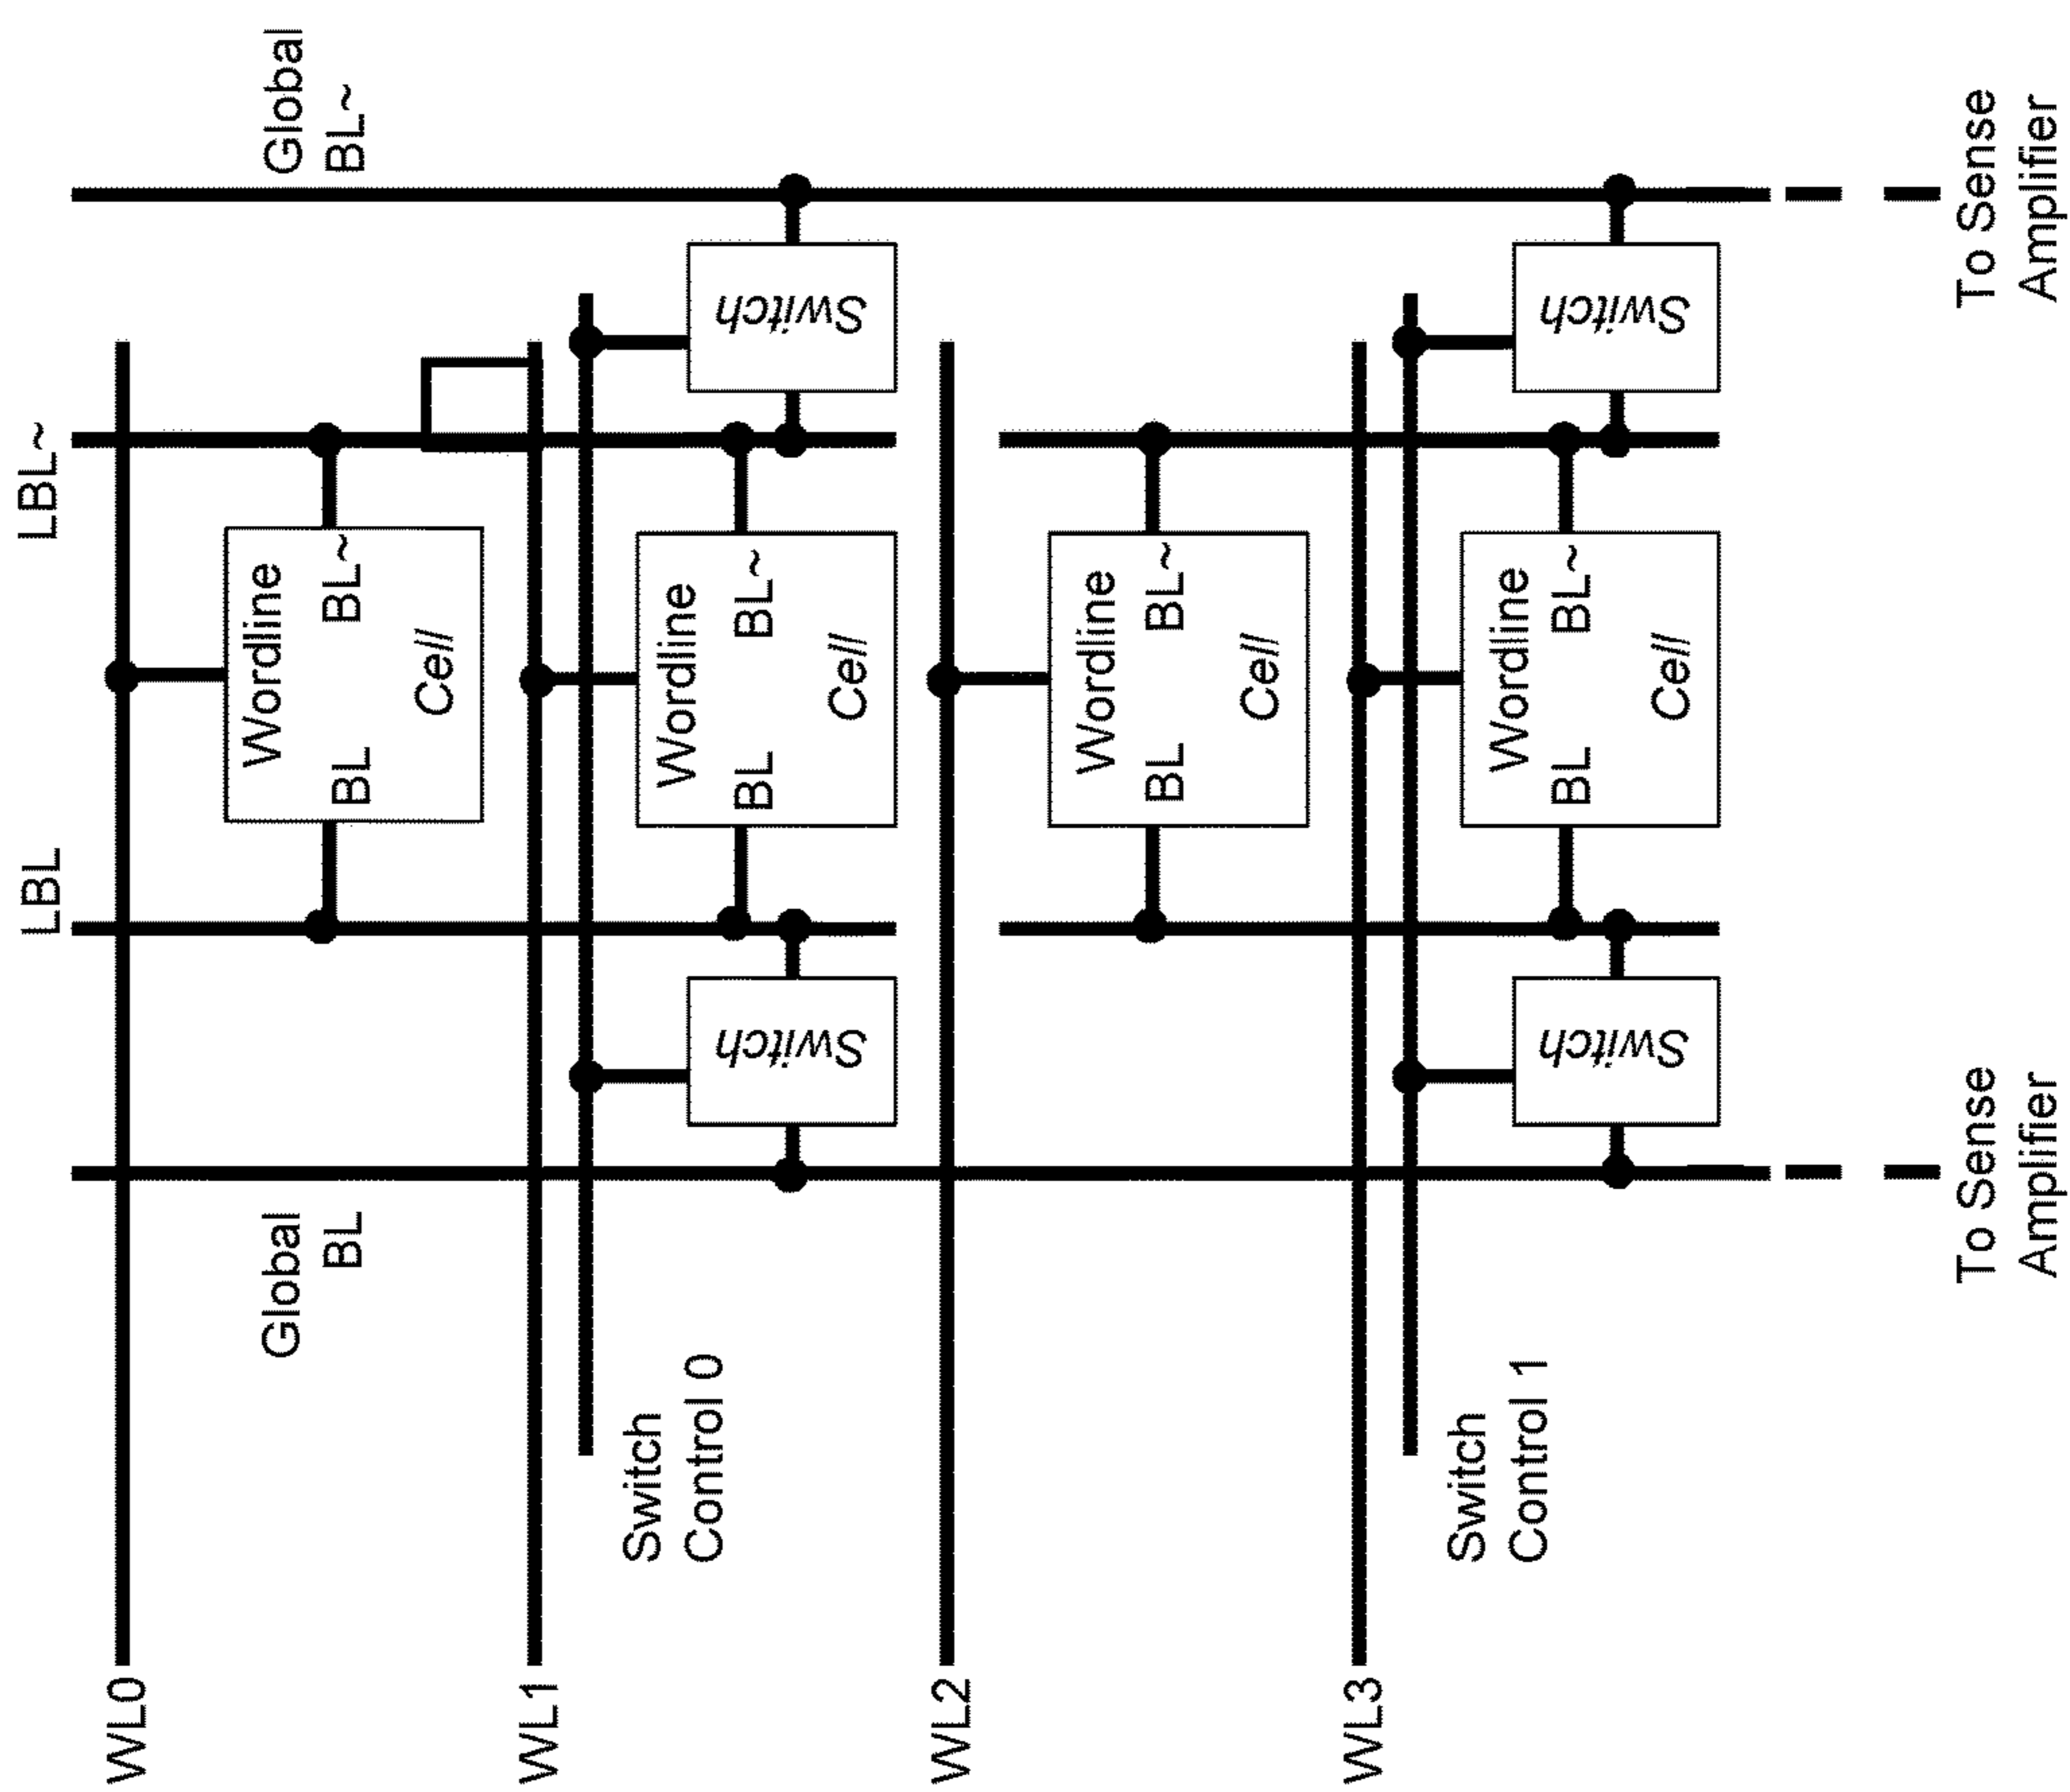 LBL
LBL~
WL0
Global
BL
Wordline
BL BL~
Cell
Global
BL~
WL1
Switch
Control 0
Switch
Wordline
BL BL~
Cell
Switch
WL2
Wordline
BL BL~
Cell
WL3
Switch
Control 1
Switch
Wordline
BL BL~
Cell
Switch
To Sense
Amplifier
To Sense
Amplifier